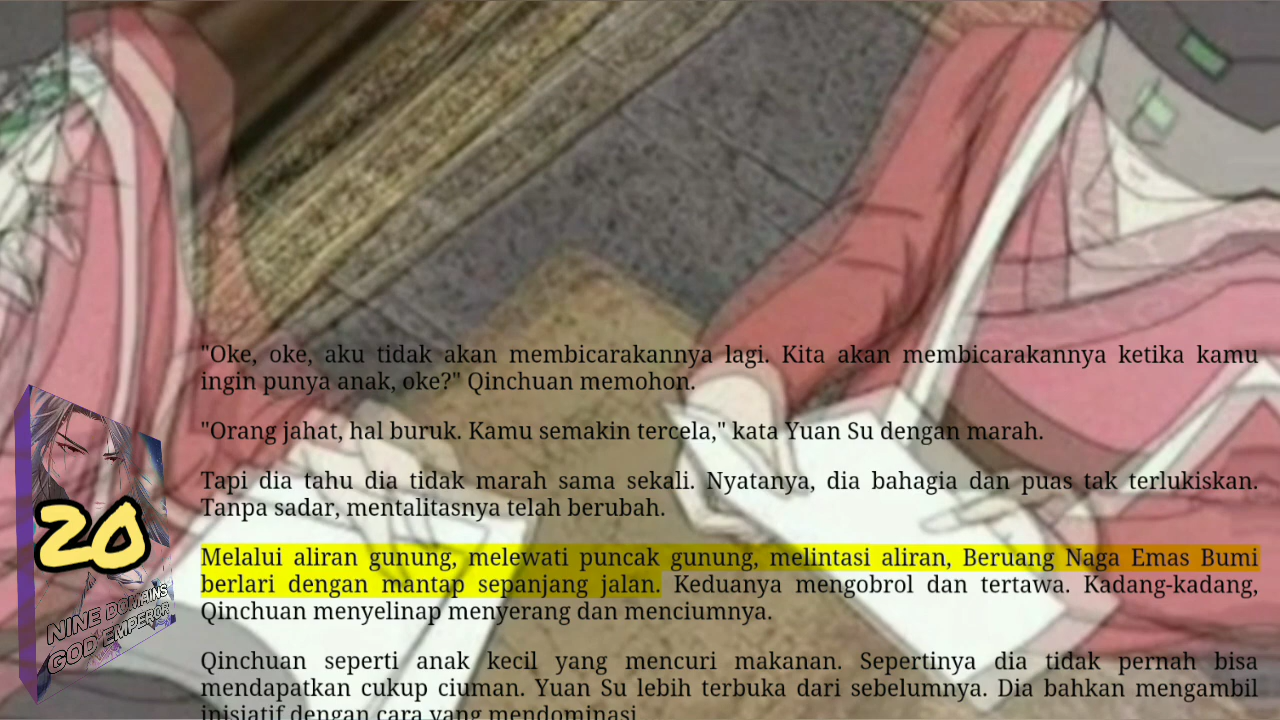 "Oke, oke, aku tidak akan membicarakannya lagi. Kita akan membicarakannya ketika kamu
ingin punya anak, oke?" Qinchuan memohon.
"Orang jahat, hal buruk. Kamu semakin tercela," kata Yuan Su dengan marah.
Tapi dia tahu dia tidak marah sama sekali. Nyatanya, dia bahagia dan puas tak terlukiskan.
Tanpa sadar, mentalitasnya telah berubah.
Melalui aliran gunung, melewati puncak gunung, melintasi aliran, Beruang Naga Emas Bumi
berlari dengan mantap sepanjang jalan. Keduanya mengobrol dan tertawa. Kadang-kadang,
Qinchuan menyelinap menyerang dan menciumnya.
Qinchuan seperti anak kecil yang mencuri makanan. Sepertinya dia tidak pernah bisa
mendapatkan cukup ciuman. Yuan Su lebih terbuka dari sebelumnya. Dia bahkan mengambil
inisiatif dengan cara yang mendominasi.
20
NINE DOMAINS
GOD EMPEROR